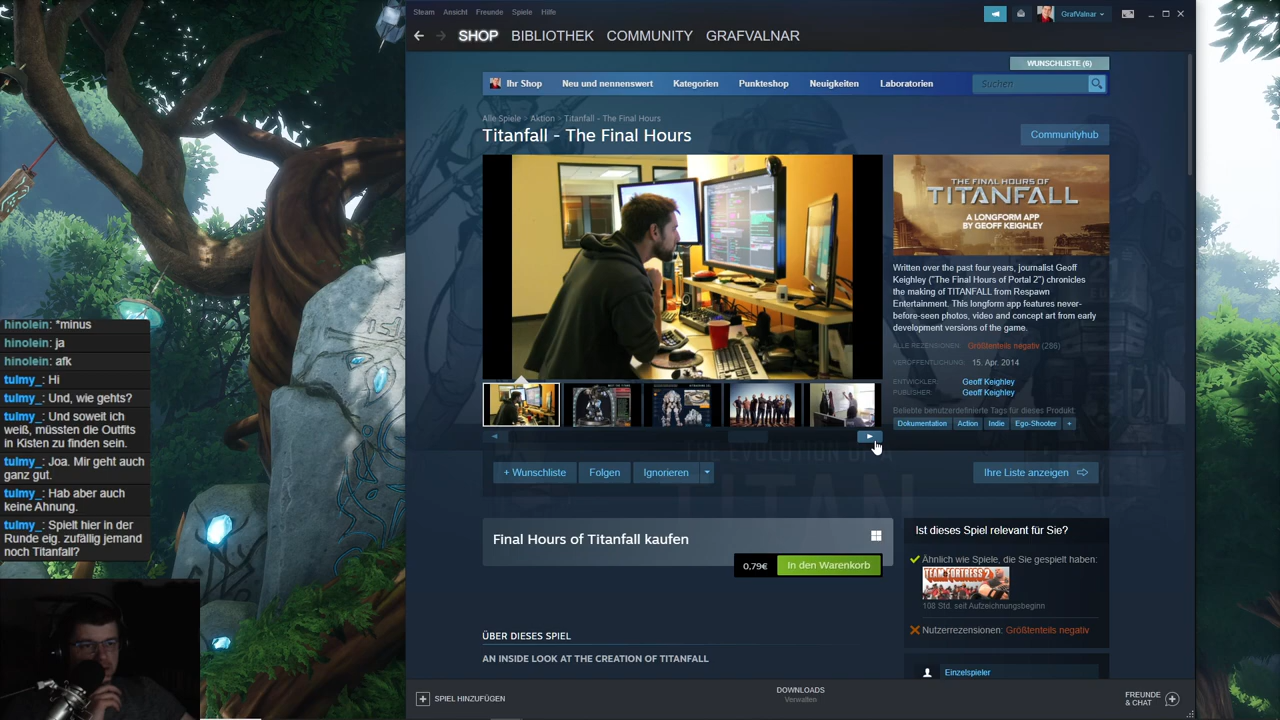 Steam Ansicht Freunde Spiele Hilfe
GrafValnar
SHOP BIBLIOTHEK COMMUNITY GRAFVALNAR
WUNSCHLISTE (6)
Ihr Shop Neu und nennenswert Kategorien Punkteshop Neuigkeiten Laboratorien Suchen
Alle Spiele > Aktion > Titanfall - The Final Hours
Titanfall - The Final Hours
Communityhub
THE FINAL HOURS OF
TITANFALL
A LONGFORM APP
BY GEOFF KEIGHLEY
Written over the past four years, journalist Geoff
Keighley ("The Final Hours of Portal 2") chronicles
the making of TITANFALL from Respawn
Entertainment. This longform app features never-
before-seen photos, video and concept art from early
development versions of the game.
ALLE REZENSIONEN: Größtenteils negativ (286)
VERÖFFENTLICHUNG: 15. Apr. 2014
ENTWICKLER: Geoff Keighley
PUBLISHER: Geoff Keighley
Beliebte benutzerdefinierte Tags für dieses Produkt:
Dokumentation Action Indie Ego-Shooter +
THE EVOLUTION OF A
TITAN
+ Wunschliste Folgen Ignorieren Ihre Liste anzeigen
Final Hours of Titanfall kaufen
0,79€ In den Warenkorb
ÜBER DIESES SPIEL
AN INSIDE LOOK AT THE CREATION OF TITANFALL
Ist dieses Spiel relevant für Sie?
Ähnlich wie Spiele, die Sie gespielt haben:
TEAM FORTRESS 2
108 Std. seit Aufzeichnungsbeginn
Nutzerrezensionen: Größtenteils negativ
Einzelspieler
+ SPIEL HINZUFÜGEN
DOWNLOADS
Verwalten
FREUNDE
& CHAT +
hinolein: *minus
hinolein: ja
hinolein: afk
tulmy_: Hi
tulmy_: Und, wie gehts?
tulmy_: Und soweit ich
weiß, müssten die Outfits
in Kisten zu finden sein.
tulmy_: Joa. Mir geht auch
ganz gut.
tulmy_: Hab aber auch
keine Ahnung.
tulmy_: Spielt hier in der
Runde eig. zufällig jemand
noch Titanfall?